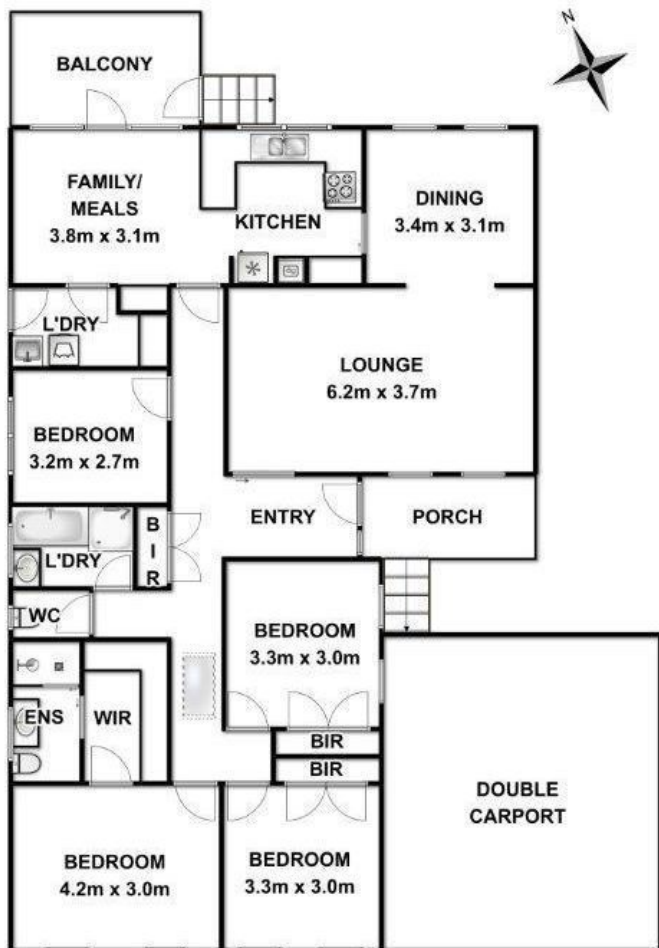 N
BALCONY
FAMILY/
MEALS
3.8m x 3.1m
KITCHEN
DINING
3.4m x 3.1m
L'DRY
LOUNGE
6.2m x 3.7m
BEDROOM
3.2m x 2.7m
ENTRY
PORCH
B
I
R
L'DRY
WC
BEDROOM
3.3m x 3.0m
ENS
WIR
BIR
BIR
DOUBLE
CARPORT
BEDROOM
4.2m x 3.0m
BEDROOM
3.3m x 3.0m